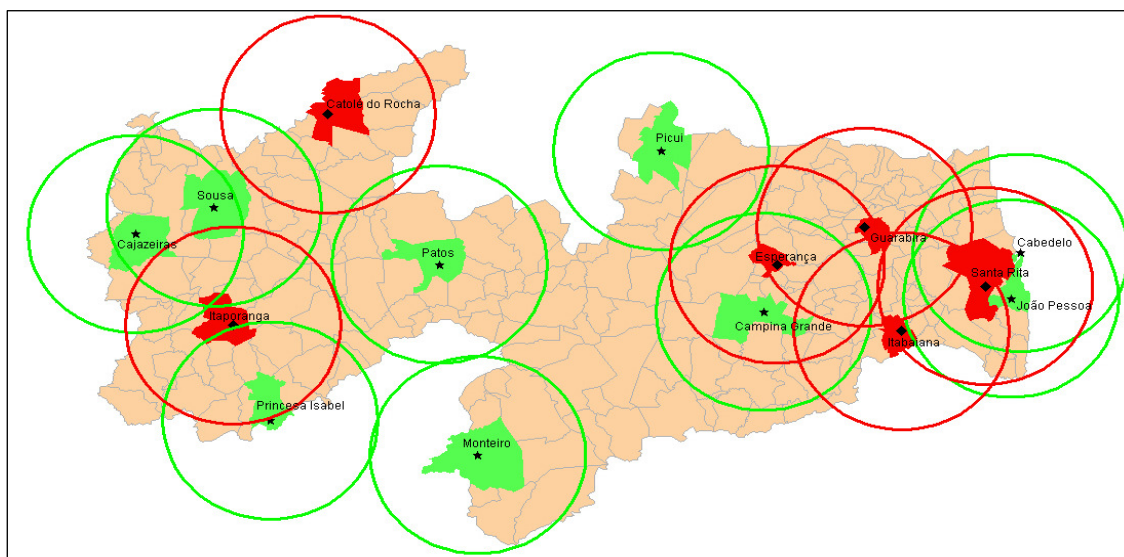 Catolé do Rocha
Picuí
Sousa
Cajazeiras
Patos
Guarabira
Cabedelo
Esperança
Santa Rita
João Pessoa
Itaporanga
Campina Grande
Itabaiana
Princesa Isabel
Monteiro